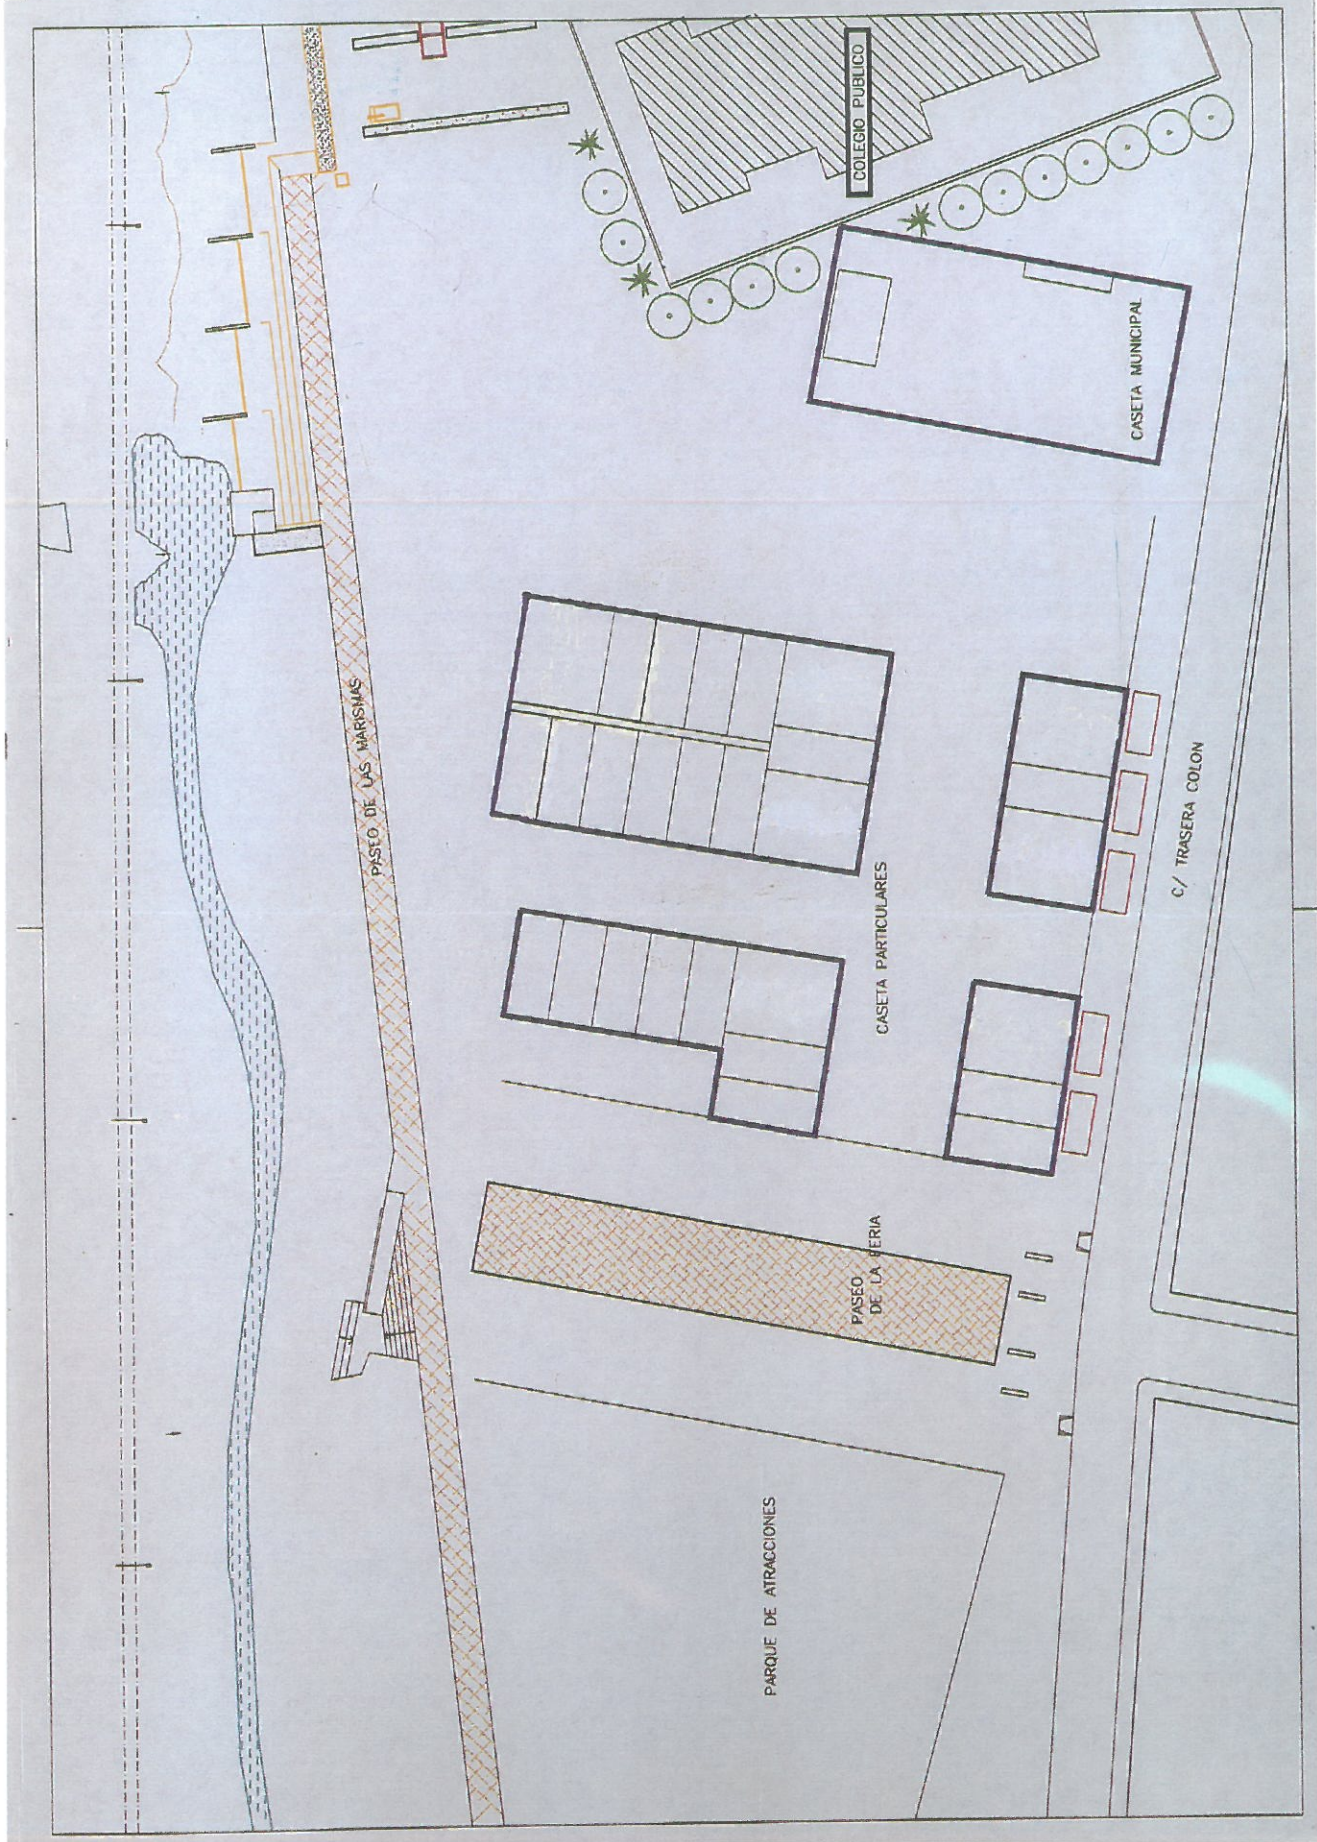 COLEGIO PUBLICO
CASETA MUNICIPAL
PASEO DE LAS MARISMAS
CASETA PARTICULARES
C/ TRASERA COLON
PASEO
DE LA FERIA
PARQUE DE ATRACCIONES